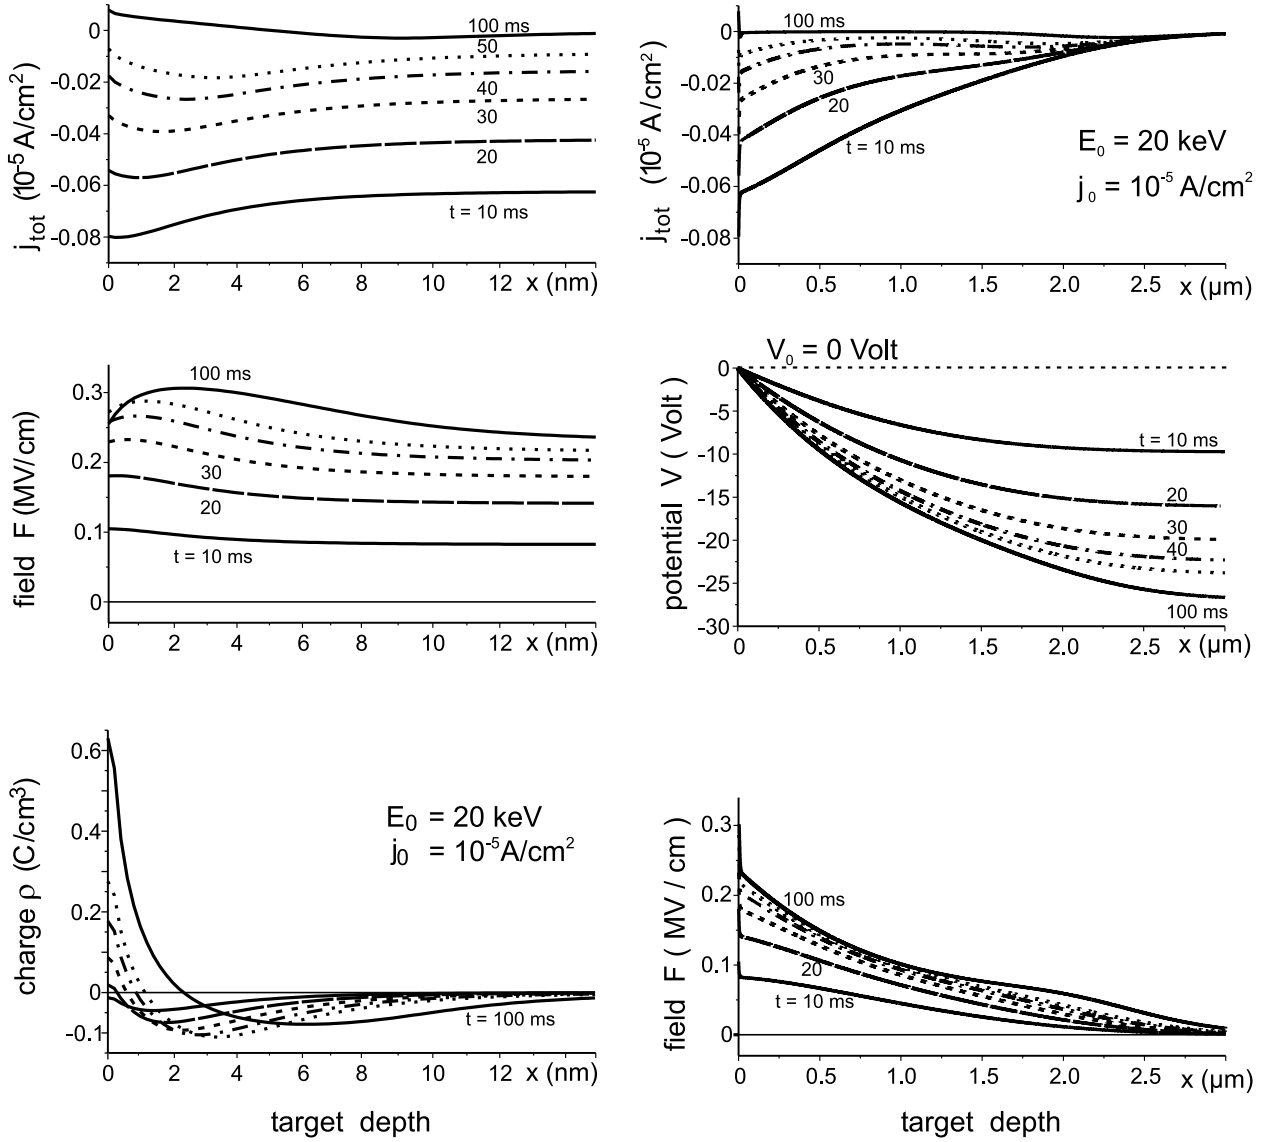 0
-0.02
-0.04
-0.06
-0.08
j_tot (10^-5 A/cm^2)
100 ms
50
40
30
20
t = 10 ms
0 2 4 6 8 10 12 x (nm)
0
-0.02
-0.04
-0.06
-0.08
j_tot (10^-5 A/cm^2)
100 ms
30
20
t = 10 ms
E_0 = 20 keV
j_0 = 10^-5 A/cm^2
0 0.5 1.0 1.5 2.0 2.5 x (μm)
0.3
0.2
0.1
0
field F (MV/cm)
100 ms
30
20
t = 10 ms
0 2 4 6 8 10 12 x (nm)
V_0 = 0 Volt
0
-5
-10
-15
-20
-25
-30
potential V ( Volt )
t = 10 ms
20
30
40
100 ms
0 0.5 1.0 1.5 2.0 2.5 x (μm)
0.6
0.4
0.2
0
-0.1
charge ρ (C/cm^3)
E_0 = 20 keV
j_0 = 10^-5A/cm^2
t = 100 ms
0 2 4 6 8 10 12 x (nm)
target depth
0.3
0.2
0.1
0
field F ( MV / cm )
100 ms
20
t = 10 ms
0 0.5 1.0 1.5 2.0 2.5 x (μm)
target depth